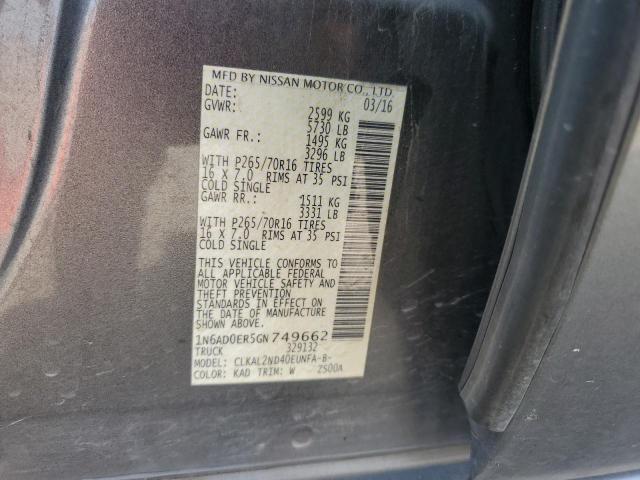 MFD BY NISSAN MOTOR CO., LTD.
DATE: 03/16
GVWR: 2599 KG
5730 LB
GAWR FR.: 1495 KG
3296 LB
WITH P265/70R16 TIRES
16 X 7.0 RIMS AT 35 PSI
COLD SINGLE
GAWR RR.: 1511 KG
3331 LB
WITH P265/70R16 TIRES
16 X 7.0 RIMS AT 35 PSI
COLD SINGLE
THIS VEHICLE CONFORMS TO
ALL APPLICABLE FEDERAL
MOTOR VEHICLE SAFETY AND
THEFT PREVENTION
STANDARDS IN EFFECT ON
THE DATE OF MANUFACTURE
SHOWN ABOVE.
1N6AD0ER5GN749662
TRUCK 329132
MODEL: CLKAL2ND40EUNFA-B-
COLOR: KAD TRIM: W ZS00A